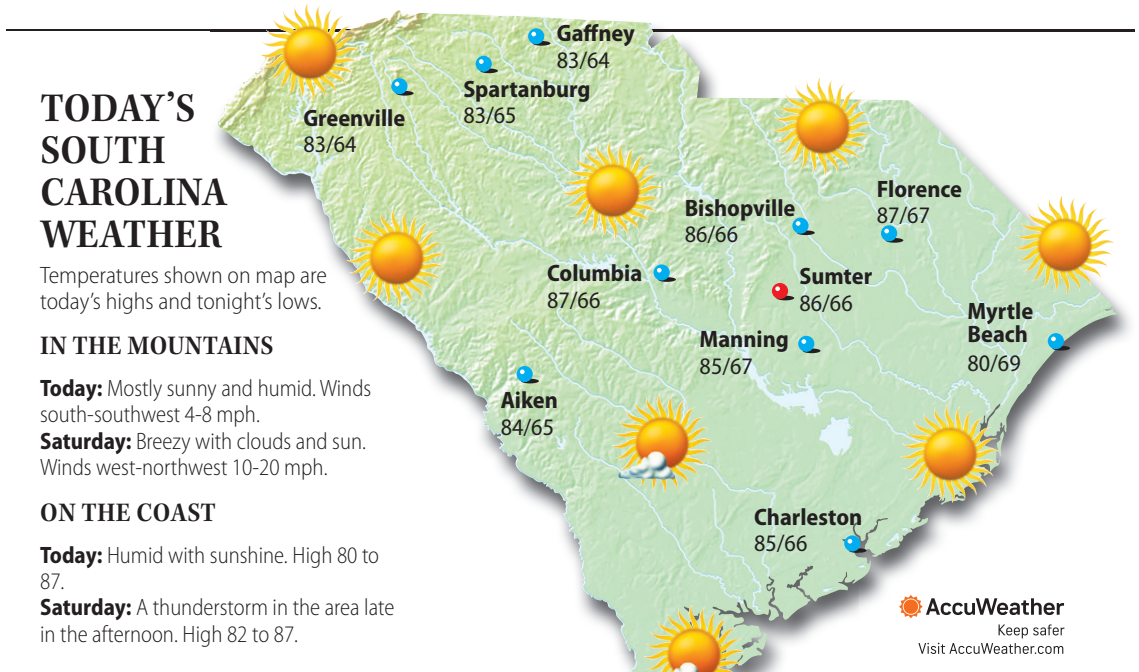 TODAY'S
SOUTH
CAROLINA
WEATHER
Temperatures shown on map are
today's highs and tonight's lows.
IN THE MOUNTAINS
Today: Mostly sunny and humid. Winds
south-southwest 4-8 mph.
Saturday: Breezy with clouds and sun.
Winds west-northwest 10-20 mph.
ON THE COAST
Today: Humid with sunshine. High 80 to
87.
Saturday: A thunderstorm in the area late
in the afternoon. High 82 to 87.
Gaffney
83/64
Spartanburg
83/65
Greenville
83/64
Florence
87/67
Bishopville
86/66
Columbia
87/66
Sumter
86/66
Myrtle
Beach
80/69
Manning
85/67
Aiken
84/65
Charleston
85/66
AccuWeather
Keep safer
Visit AccuWeather.com